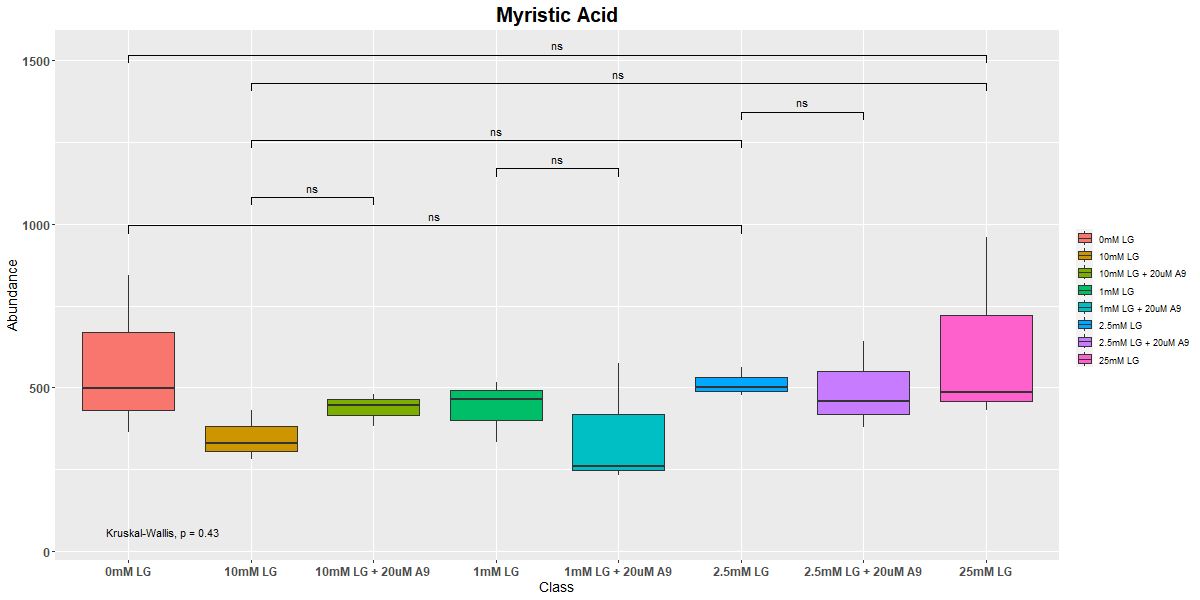 Myristic Acid
ns
ns
ns
ns
ns
ns
ns
1500
1000
500
0
Abundance
Kruskal-Wallis, p = 0.43
0mM LG
10mM LG
10mM LG + 20uM A9
1mM LG
1mM LG + 20uM A9
2.5mM LG
2.5mM LG + 20uM A9
25mM LG
Class
0mM LG
10mM LG
10mM LG + 20uM A9
1mM LG
1mM LG + 20uM A9
2.5mM LG
2.5mM LG + 20uM A9
25mM LG